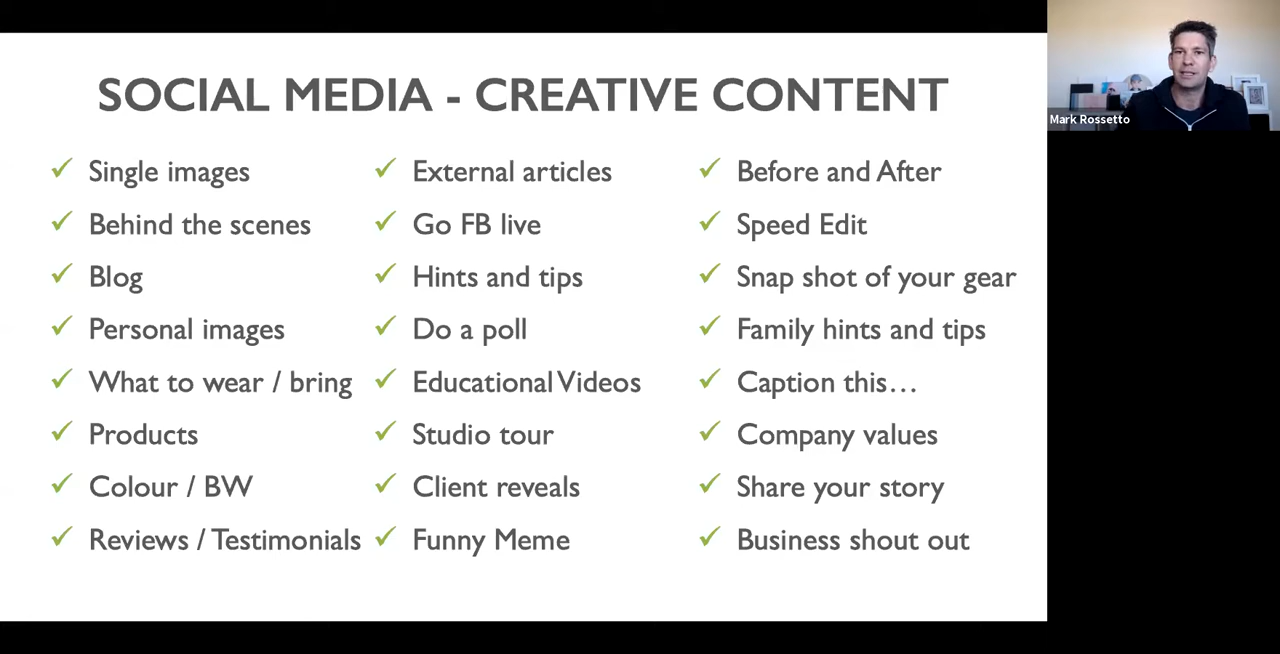 SOCIAL MEDIA - CREATIVE CONTENT
Single images
Behind the scenes
Blog
Personal images
What to wear / bring
Products
Colour / BW
Reviews / Testimonials
External articles
Go FB live
Hints and tips
Do a poll
Educational Videos
Studio tour
Client reveals
Funny Meme
Before and After
Speed Edit
Snap shot of your gear
Family hints and tips
Caption this...
Company values
Share your story
Business shout out
Mark Rossetto